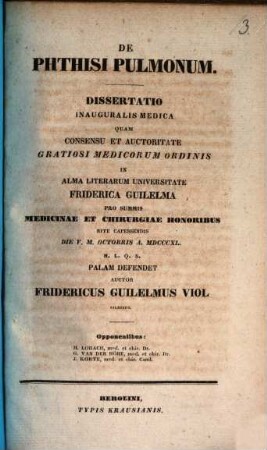 3.
DE
PHTHISI PULMONUM.
DISSERTATIO
INAUGURALIS MEDICA
QUAM
CONSENSU ET AUCTORITATE
GRATIOSI MEDICORUM ORDINIS
IN
ALMA LITERARUM UNIVERSITATE
FRIDERICA GUILELMA
PRO SUMMIS
MEDICINAE ET CHIRURGIAE HONORIBUS
RITE CAPESSENDIS
DIE V. M. OCTOBRIS A. MDCCCXL.
H. L. Q. S.
PALAM DEFENDET
AUCTOR
FRIDERICUS GUILELMUS VIOL
Opponentibus:
H. LORACH, med. et chir. Dr.
G. VAN DER med. et chir. Dr.
J. KORTE, med. et chir. Cand.
BEROLINI,
TYPIS KRAUSIANIS.